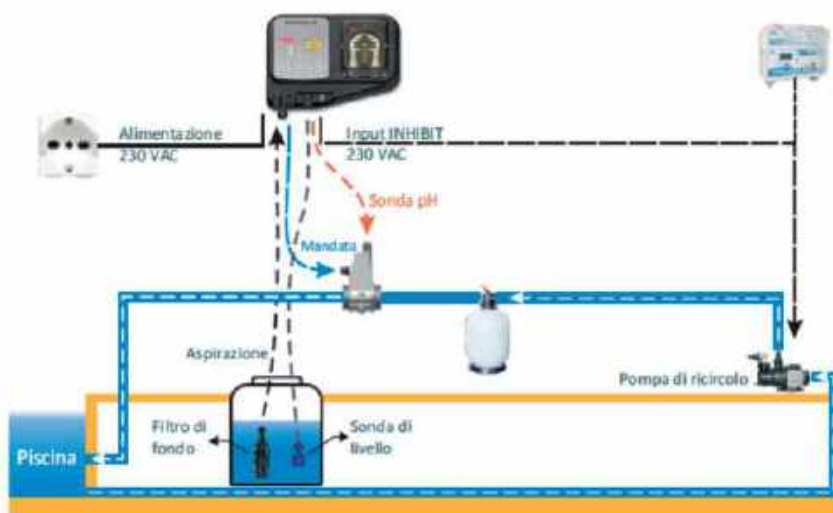 Alimentazione
230 VAC
Input INHIBIT
230 VAC
Sonda pH
Mandata
Aspirazione
Pompa di ricircolo
Filtro di
fondo
Sonda di
livello
Piscina